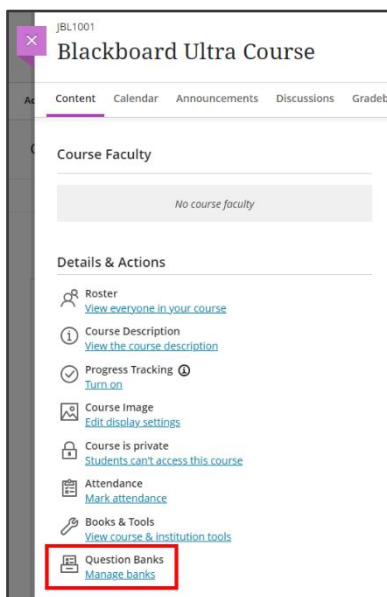 JBL1001
Blackboard Ultra Course
Content Calendar Announcements Discussions
Course Faculty
No course faculty
Details & Actions
Roster
View everyone in your course
Course Description
View the course description
Progress Tracking
Turn on
Course Image
Edit display settings
Course is private
Students can't access this course
Attendance
Mark attendance
Books & Tools
View course & institution tools
Question Banks
Manage banks